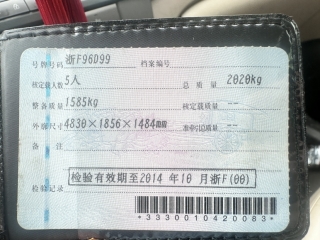 号牌号码 浙F96D99 档案编号
核定载人数 5人 总质量 2020kg
整备质量 1585kg 核定载质量 --
外廓尺寸 4830×1856×1484mm 准牵引总质量 --
备注
检验记录 检验有效期至2014 年10 月浙F(00)
*3330010420083*